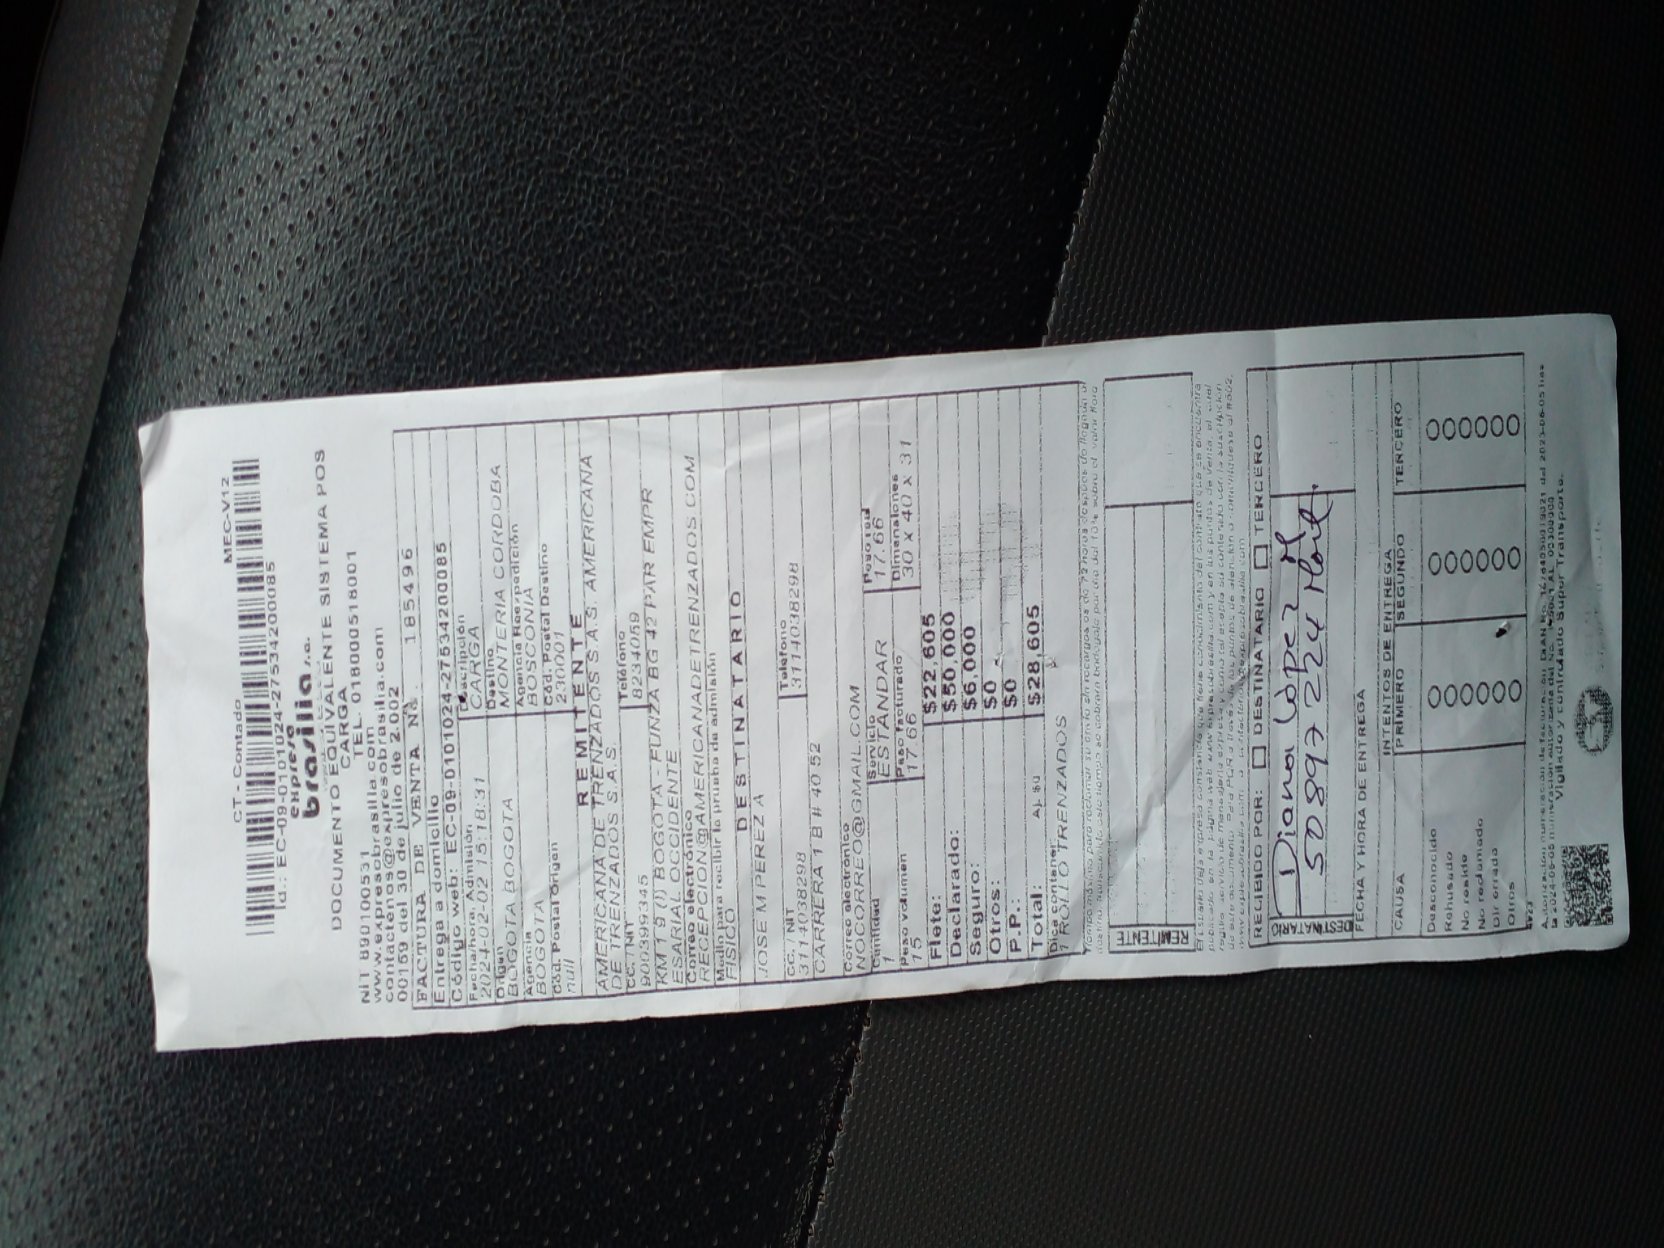 CT- Contado MEC-V12
Id.: EC-09-0101024-2753420O085
expreso
brasilia s.a.
DOCUMENTO EQUIVALENTE SISTEMA POS
CARGA
NIT 890100531 TEL. 018000518001
www.expresobrasilia.com
contactenos@expresobrasilia.com
00159 del 30 de julio de 2.002
FACTURA DE VENTA No. 185496
Entrega a domicilio
Código web: EC-09-0101024-27534200085
Fecha/hora, Admisión Descripción
2024-02-02 15:18:31 CARGA
Origen Destino
BOGOTA BOGOTA MONTERIA CORDOBA
Agencia Agencia Reexpedición
BOGOTA BOSCONIA
Cód. Postal Origen Cód. Postal Destino
null 230001
REMITENTE
AMERICANA DE TRENZADOS S.A.S. AMERICANA
DE TRENZADOS S.A.S.
CC. / NIT Teléfono
900399345 8234059
KM 1 9 (I) BOGOTA - FUNZA BG 42 PAR EMPR
ESARIAL OCCIDENTE
Correo electrónico
RECEPCION@AMERICANADETRENZADOS.COM
Medio para recibir la prueba de admisión
FISICO
DESTINATARIO
JOSE M PEREZ A
CC. / NIT Teléfono
3114038298 3114038298
CARRERA 1 B # 40 52
Correo electrónico
NOCORREO@GMAIL.COM
Cantidad Servicio Peso real
1 ESTÁNDAR 17.66
Peso volumen Peso facturado Dimensiones
15 17.66 30 X 40 X 31
Flete: $22,605
Declarado: $50,000
Seguro: $6,000
Otros: $0
P.P.: $0
Total: Aj. $0 $28,605
Dice contener
1 ROLLO TRENZADOS
REMITENTE
RECIBIDO POR: DESTINATARIO TERCERO
Diana López M
50897224 Mont.
DESTINATARIO
FECHA Y HORA DE ENTREGA
INTENTOS DE ENTREGA
CAUSA PRIMERO SEGUNDO TERCERO
Desconocido
Rehusado
No reside
No reclamado
Dir errada
Otros
Vigilado y controlado Super Transporte.